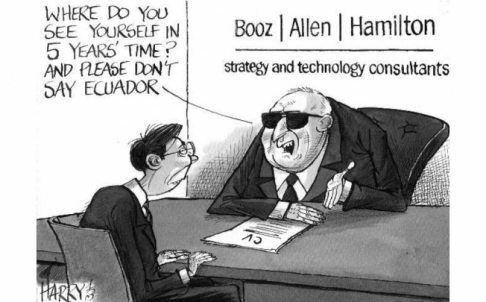 WHERE DO YOU
SEE YOURSELF IN
5 YEARS' TIME?
AND PLEASE DON'T
SAY ECUADOR
Booz | Allen | Hamilton
strategy and technology consultants
CV
HARRY